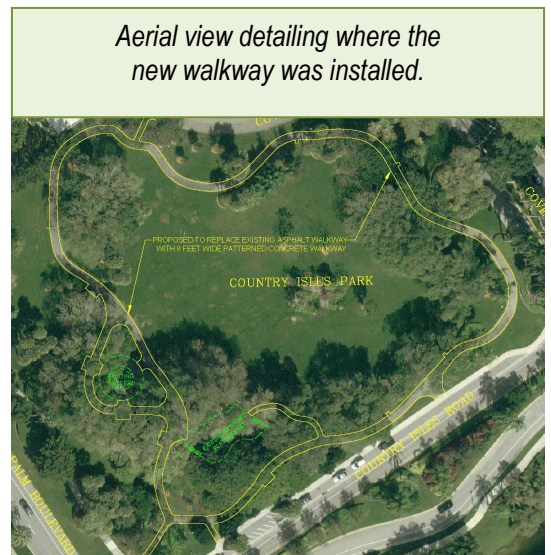 Aerial view detailing where the
new walkway was installed.
PROPOSED TO REPLACE EXISTING ASPHALT WALKWAY
WITH 8 FEET WIDE PATTERNED CONCRETE WALKWAY
COUNTRY ISLES PARK
COUNTRY ISLES ROAD
PALM BOULEVARD